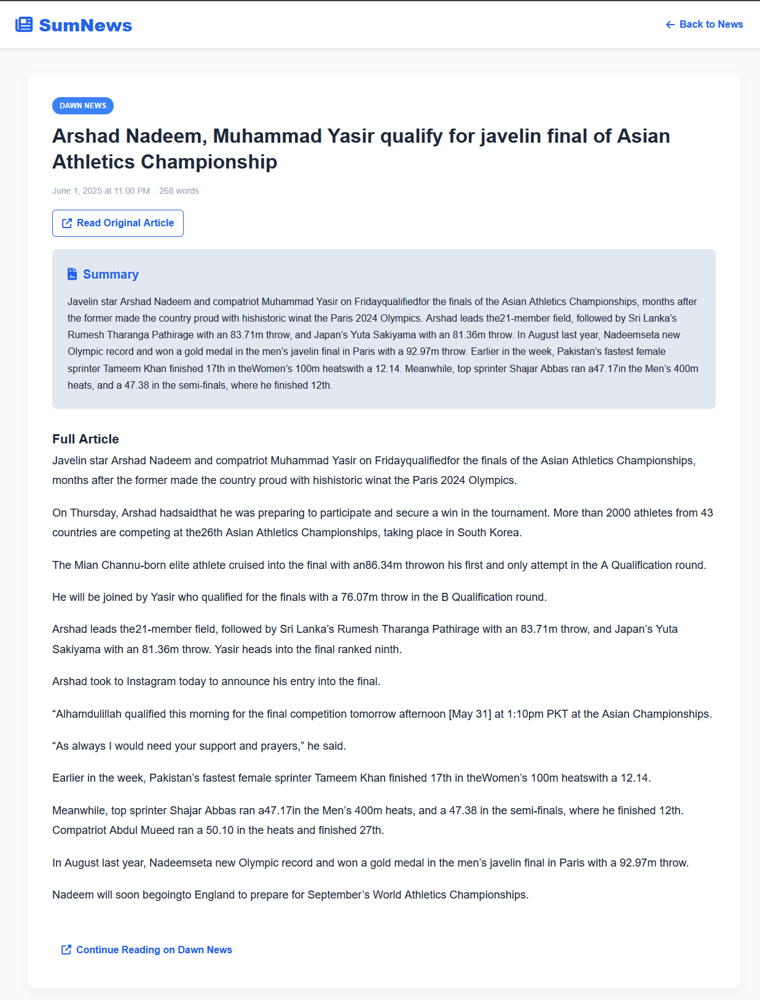 SumNews
Back to News
DAWN NEWS
Arshad Nadeem, Muhammad Yasir qualify for javelin final of Asian
Athletics Championship
June 1, 2025 at 11:00 PM 268 words
Read Original Article
Summary
Javelin star Arshad Nadeem and compatriot Muhammad Yasir on Fridayqualifiedfor the finals of the Asian Athletics Championships, months after
the former made the country proud with hishistoric winat the Paris 2024 Olympics. Arshad leads the21-member field, followed by Sri Lanka’s
Rumesh Tharanga Pathirage with an 83.71m throw, and Japan’s Yuta Sakiyama with an 81.36m throw. In August last year, Nadeemseta new
Olympic record and won a gold medal in the men’s javelin final in Paris with a 92.97m throw. Earlier in the week, Pakistan’s fastest female
sprinter Tameem Khan finished 17th in theWomen’s 100m heatswith a 12.14. Meanwhile, top sprinter Shajar Abbas ran a47.17in the Men’s 400m
heats, and a 47.38 in the semi-finals, where he finished 12th.
Full Article
Javelin star Arshad Nadeem and compatriot Muhammad Yasir on Fridayqualifiedfor the finals of the Asian Athletics Championships,
months after the former made the country proud with hishistoric winat the Paris 2024 Olympics.
On Thursday, Arshad hadsaidthat he was preparing to participate and secure a win in the tournament. More than 2000 athletes from 43
countries are competing at the26th Asian Athletics Championships, taking place in South Korea.
The Mian Channu-born elite athlete cruised into the final with an86.34m throwon his first and only attempt in the A Qualification round.
He will be joined by Yasir who qualified for the finals with a 76.07m throw in the B Qualification round.
Arshad leads the21-member field, followed by Sri Lanka’s Rumesh Tharanga Pathirage with an 83.71m throw, and Japan’s Yuta
Sakiyama with an 81.36m throw. Yasir heads into the final ranked ninth.
Arshad took to Instagram today to announce his entry into the final.
“Alhamdulillah qualified this morning for the final competition tomorrow afternoon [May 31] at 1:10pm PKT at the Asian Championships.
“As always I would need your support and prayers,” he said.
Earlier in the week, Pakistan’s fastest female sprinter Tameem Khan finished 17th in theWomen’s 100m heatswith a 12.14.
Meanwhile, top sprinter Shajar Abbas ran a47.17in the Men’s 400m heats, and a 47.38 in the semi-finals, where he finished 12th.
Compatriot Abdul Mueed ran a 50.10 in the heats and finished 27th.
In August last year, Nadeemseta new Olympic record and won a gold medal in the men’s javelin final in Paris with a 92.97m throw.
Nadeem will soon begoingto England to prepare for September’s World Athletics Championships.
Continue Reading on Dawn News